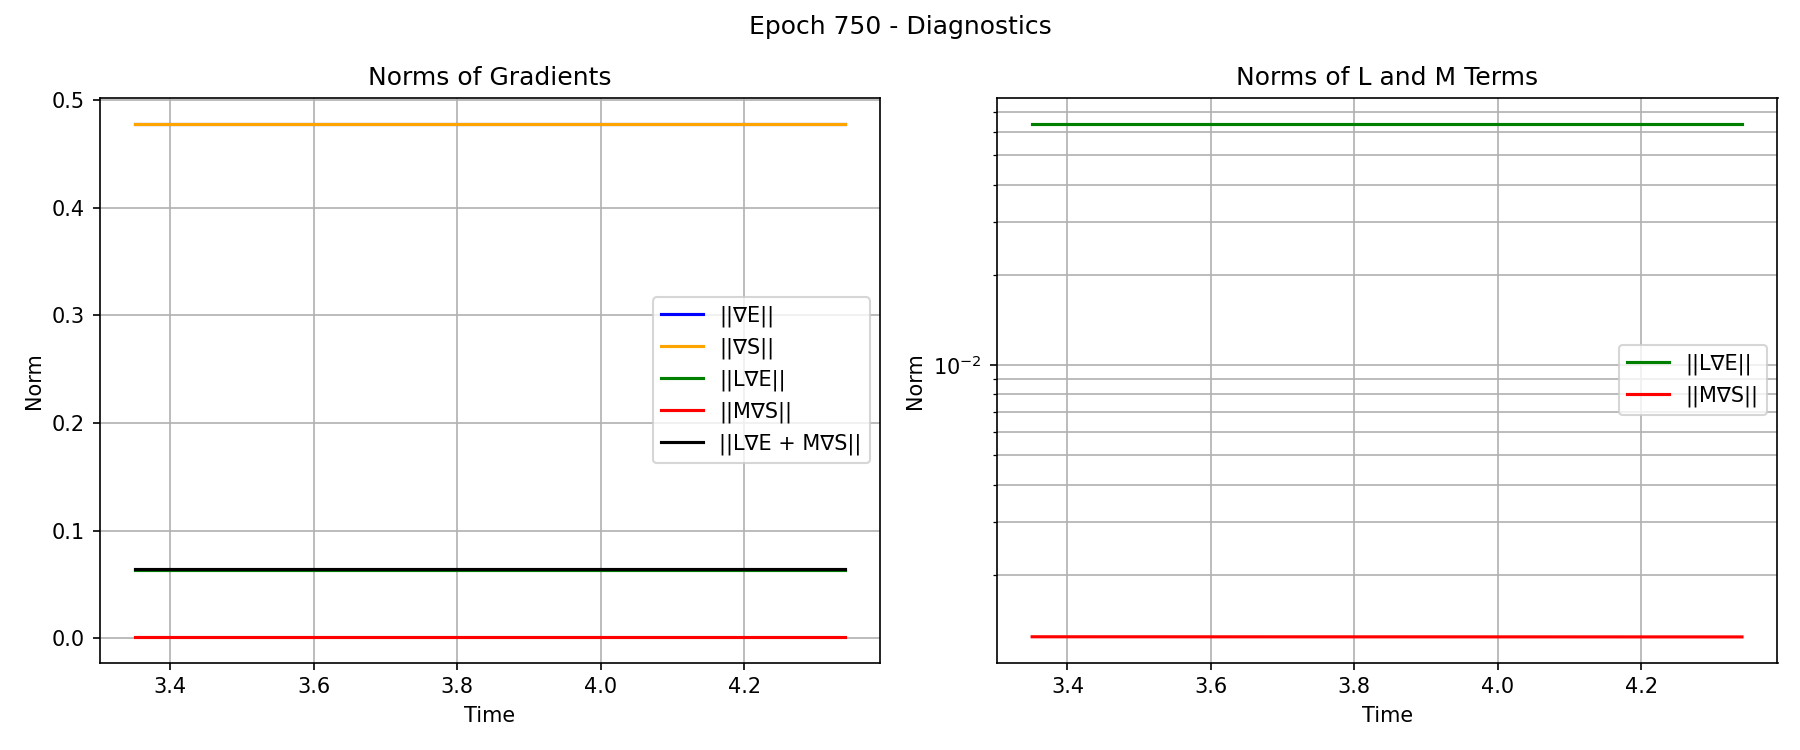 Epoch 750 - Diagnostics
Norms of Gradients
0.5
0.4
0.3
0.2
0.1
0.0
Norm
||∇E||
||∇S||
||L∇E||
||M∇S||
||L∇E + M∇S||
3.4 3.6 3.8 4.0 4.2
Time
Norms of L and M Terms
10⁻²
Norm
||L∇E||
||M∇S||
3.4 3.6 3.8 4.0 4.2
Time